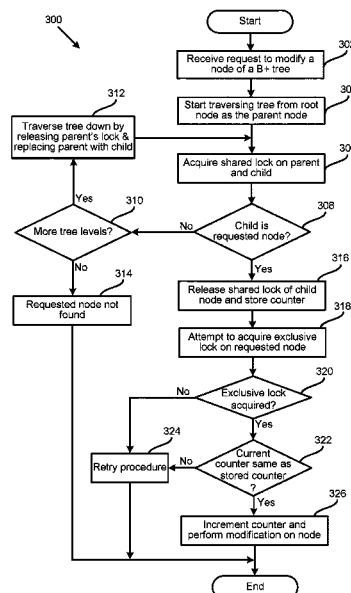 300
Start
302
Receive request to modify a
node of a B+ tree
Start traversing tree from root
node as the parent node
312
Traverse tree down by
releasing parent's lock &
replacing parent with child
Acquire shared lock on parent
and child
310
308
Yes
More tree levels?
No
Child is
requested node?
No
314
Yes
316
Requested node not
found
Release shared lock of child
node and store counter
318
Attempt to acquire exclusive
lock on requested node
320
No
Exclusive lock
acquired?
Yes
324
322
Retry procedure
No
Current
counter same as
stored counter
?
Yes
326
Increment counter and
perform modification on node
End